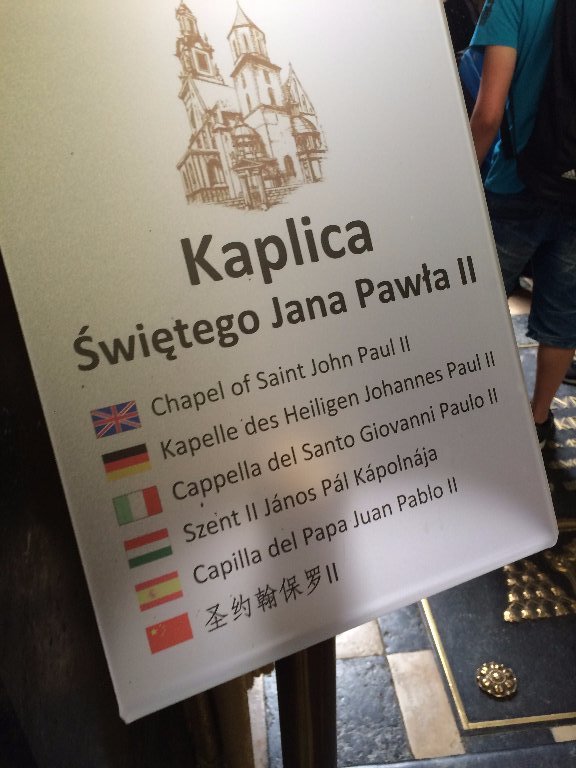 Kaplica
Świętego Jana Pawła II
Chapel of Saint John Paul II
Kapelle des Heiligen Johannes Paul II
Cappella del Santo Giovanni Paulo II
Szent II János Pál Kápolnája
Capilla del Papa Juan Pablo II
圣约翰保罗II